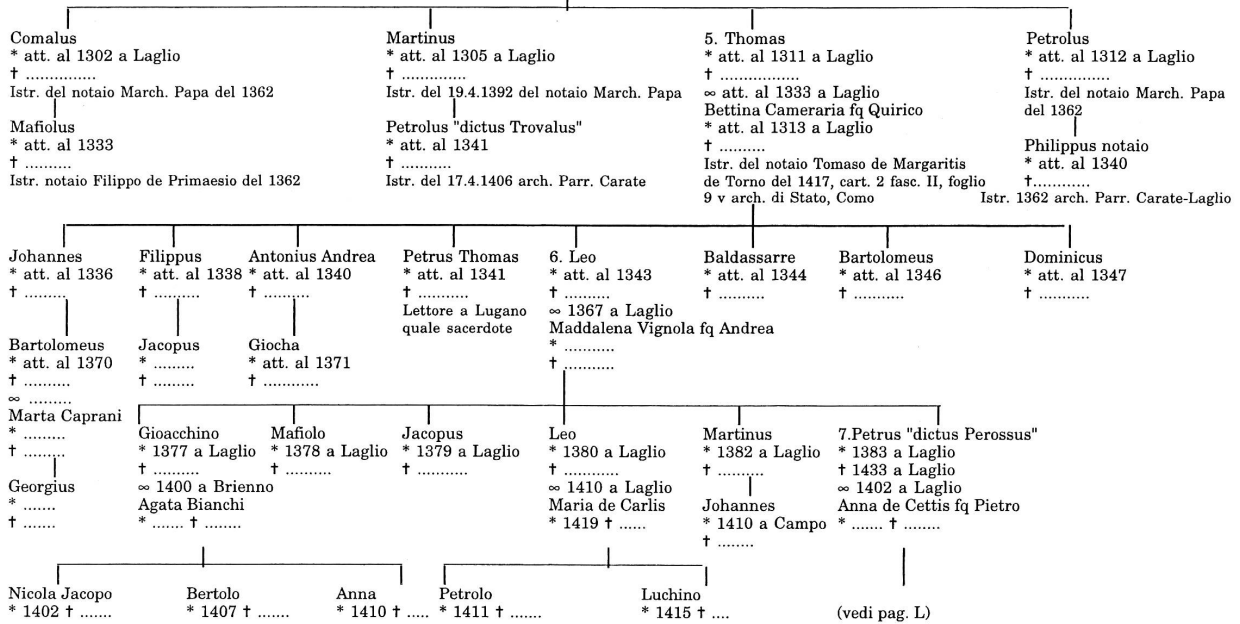 Comalus
* att. al 1302 a Laglio
† ..............
Istr. del notaio March. Papa del 1362
Mafiolus
* att. al 1333
† ..........
Istr. notaio Filippo de Primaesio del 1362
Martinus
* att. al 1305 a Laglio
† ..............
Istr. del 19.4.1392 del notaio March. Papa
Petrolus "dictus Trovalus"
* att. al 1341
† ..........
Istr. del 17.4.1406 arch. Parr. Carate
5. Thomas
* att. al 1311 a Laglio
† ...............
∞ att. al 1333 a Laglio
Bettina Cameraria fq Quirico
* att. al 1313 a Laglio
† ..........
Istr. del notaio Tomaso de Margaritis
de Torno del 1417, cart. 2 fasc. II, foglio
9 v arch. di Stato, Como
Petrolus
* att. al 1312 a Laglio
† ..............
Istr. del notaio March. Papa
del 1362
Philippus notaio
* att. al 1340
†............
Istr. 1362 arch. Parr. Carate-Laglio
Johannes
* att. al 1336
† .........
Filippus
* att. al 1338
† ..........
Antonius Andrea
* att. al 1340
† ..........
Petrus Thomas
* att. al 1341
† ...........
Lettore a Lugano
quale sacerdote
6. Leo
* att. al 1343
† ..........
∞ 1367 a Laglio
Maddalena Vignola fq Andrea
* ...........
† ...........
Baldassarre
* att. al 1344
† ..........
Bartolomeus
* att. al 1346
† ...........
Dominicus
* att. al 1347
† ...........
Bartolomeus
* att. al 1370
† ..........
∞ .........
Marta Caprani
* .........
† .........
Georgius
* .......
† .......
Jacopus
* .........
† .........
Giocha
* att. al 1371
† ............
Gioacchino
* 1377 a Laglio
† ..........
∞ 1400 a Brienno
Agata Bianchi
* ....... † ........
Mafiolo
* 1378 a Laglio
† ..........
Jacopus
* 1379 a Laglio
† ...........
Leo
* 1380 a Laglio
† ............
∞ 1410 a Laglio
Maria de Carlis
* 1419 † ......
Martinus
* 1382 a Laglio
† ..........
Johannes
* 1410 a Campo
† ........
7.Petrus "dictus Perossus"
* 1383 a Laglio
† 1433 a Laglio
∞ 1402 a Laglio
Anna de Cettis fq Pietro
* ....... † ........
Nicola Jacopo
* 1402 † .......
Bertolo
* 1407 † .......
Anna
* 1410 † .....
Petrolo
* 1411 † .......
Luchino
* 1415 † ....
(vedi pag. L)